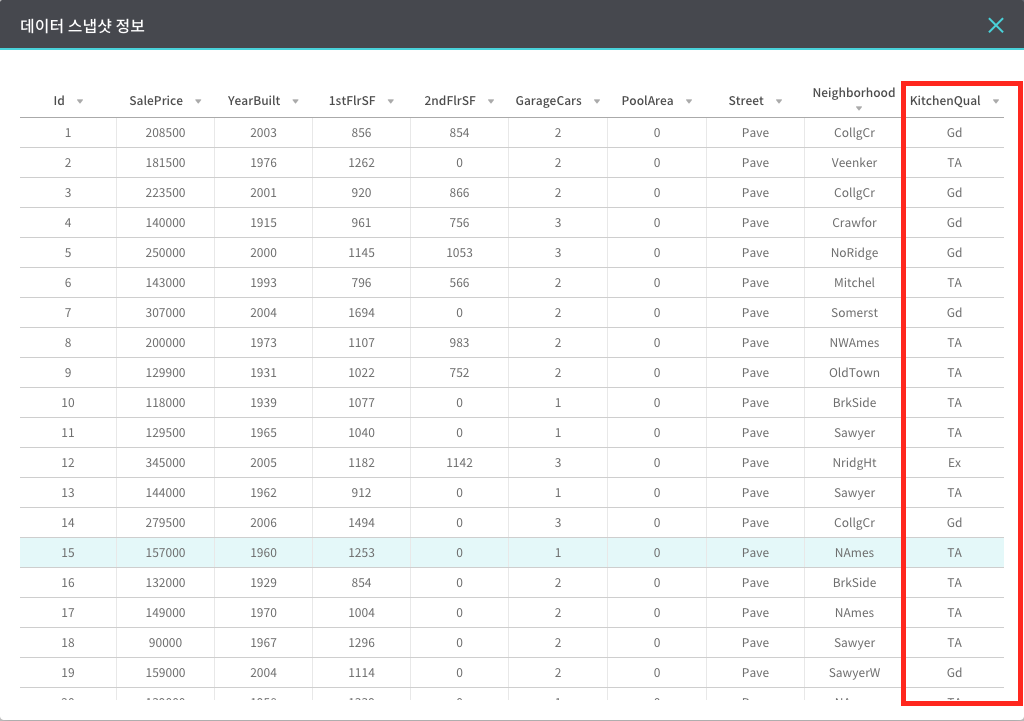 데이터 스냅샷 정보
Id SalePrice YearBuilt 1stFlrSF 2ndFlrSF GarageCars PoolArea Street Neighborhood KitchenQual
1 208500 2003 856 854 2 0 Pave CollgCr Gd
2 181500 1976 1262 0 2 0 Pave Veenker TA
3 223500 2001 920 866 2 0 Pave CollgCr Gd
4 140000 1915 961 756 3 0 Pave Crawfor Gd
5 250000 2000 1145 1053 3 0 Pave NoRidge Gd
6 143000 1993 796 566 2 0 Pave Mitchel TA
7 307000 2004 1694 0 2 0 Pave Somerst Gd
8 200000 1973 1107 983 2 0 Pave NWAmes TA
9 129900 1931 1022 752 2 0 Pave OldTown TA
10 118000 1939 1077 0 1 0 Pave BrkSide TA
11 129500 1965 1040 0 1 0 Pave Sawyer TA
12 345000 2005 1182 1142 3 0 Pave NridgHt Ex
13 144000 1962 912 0 1 0 Pave Sawyer TA
14 279500 2006 1494 0 3 0 Pave CollgCr Gd
15 157000 1960 1253 0 1 0 Pave NAmes TA
16 132000 1929 854 0 2 0 Pave BrkSide TA
17 149000 1970 1004 0 2 0 Pave NAmes TA
18 90000 1967 1296 0 2 0 Pave Sawyer TA
19 159000 2004 1114 0 2 0 Pave SawyerW Gd